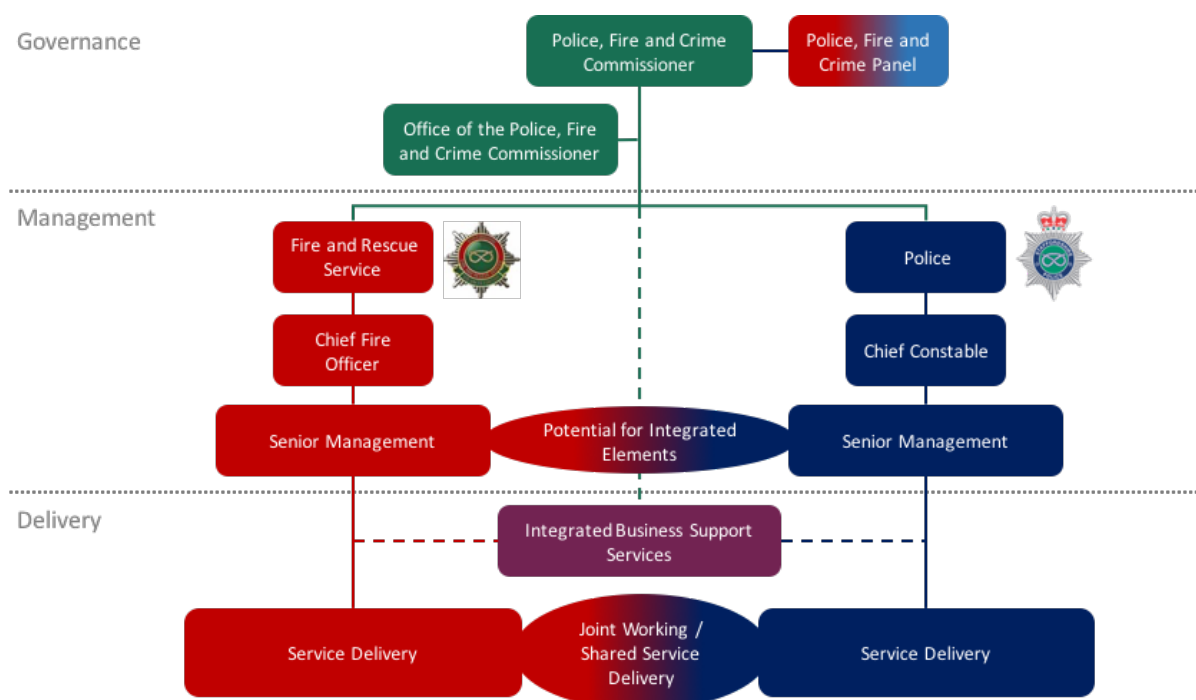 Governance
Police, Fire and Crime
Commissioner
Police, Fire and
Crime Panel
Office of the Police, Fire
and Crime Commissioner
Management
Fire and Rescue
Service
Police
Chief Fire
Officer
Chief Constable
Senior Management
Potential for Integrated
Elements
Senior Management
Delivery
Integrated Business Support
Services
Service Delivery
Joint Working /
Shared Service
Delivery
Service Delivery